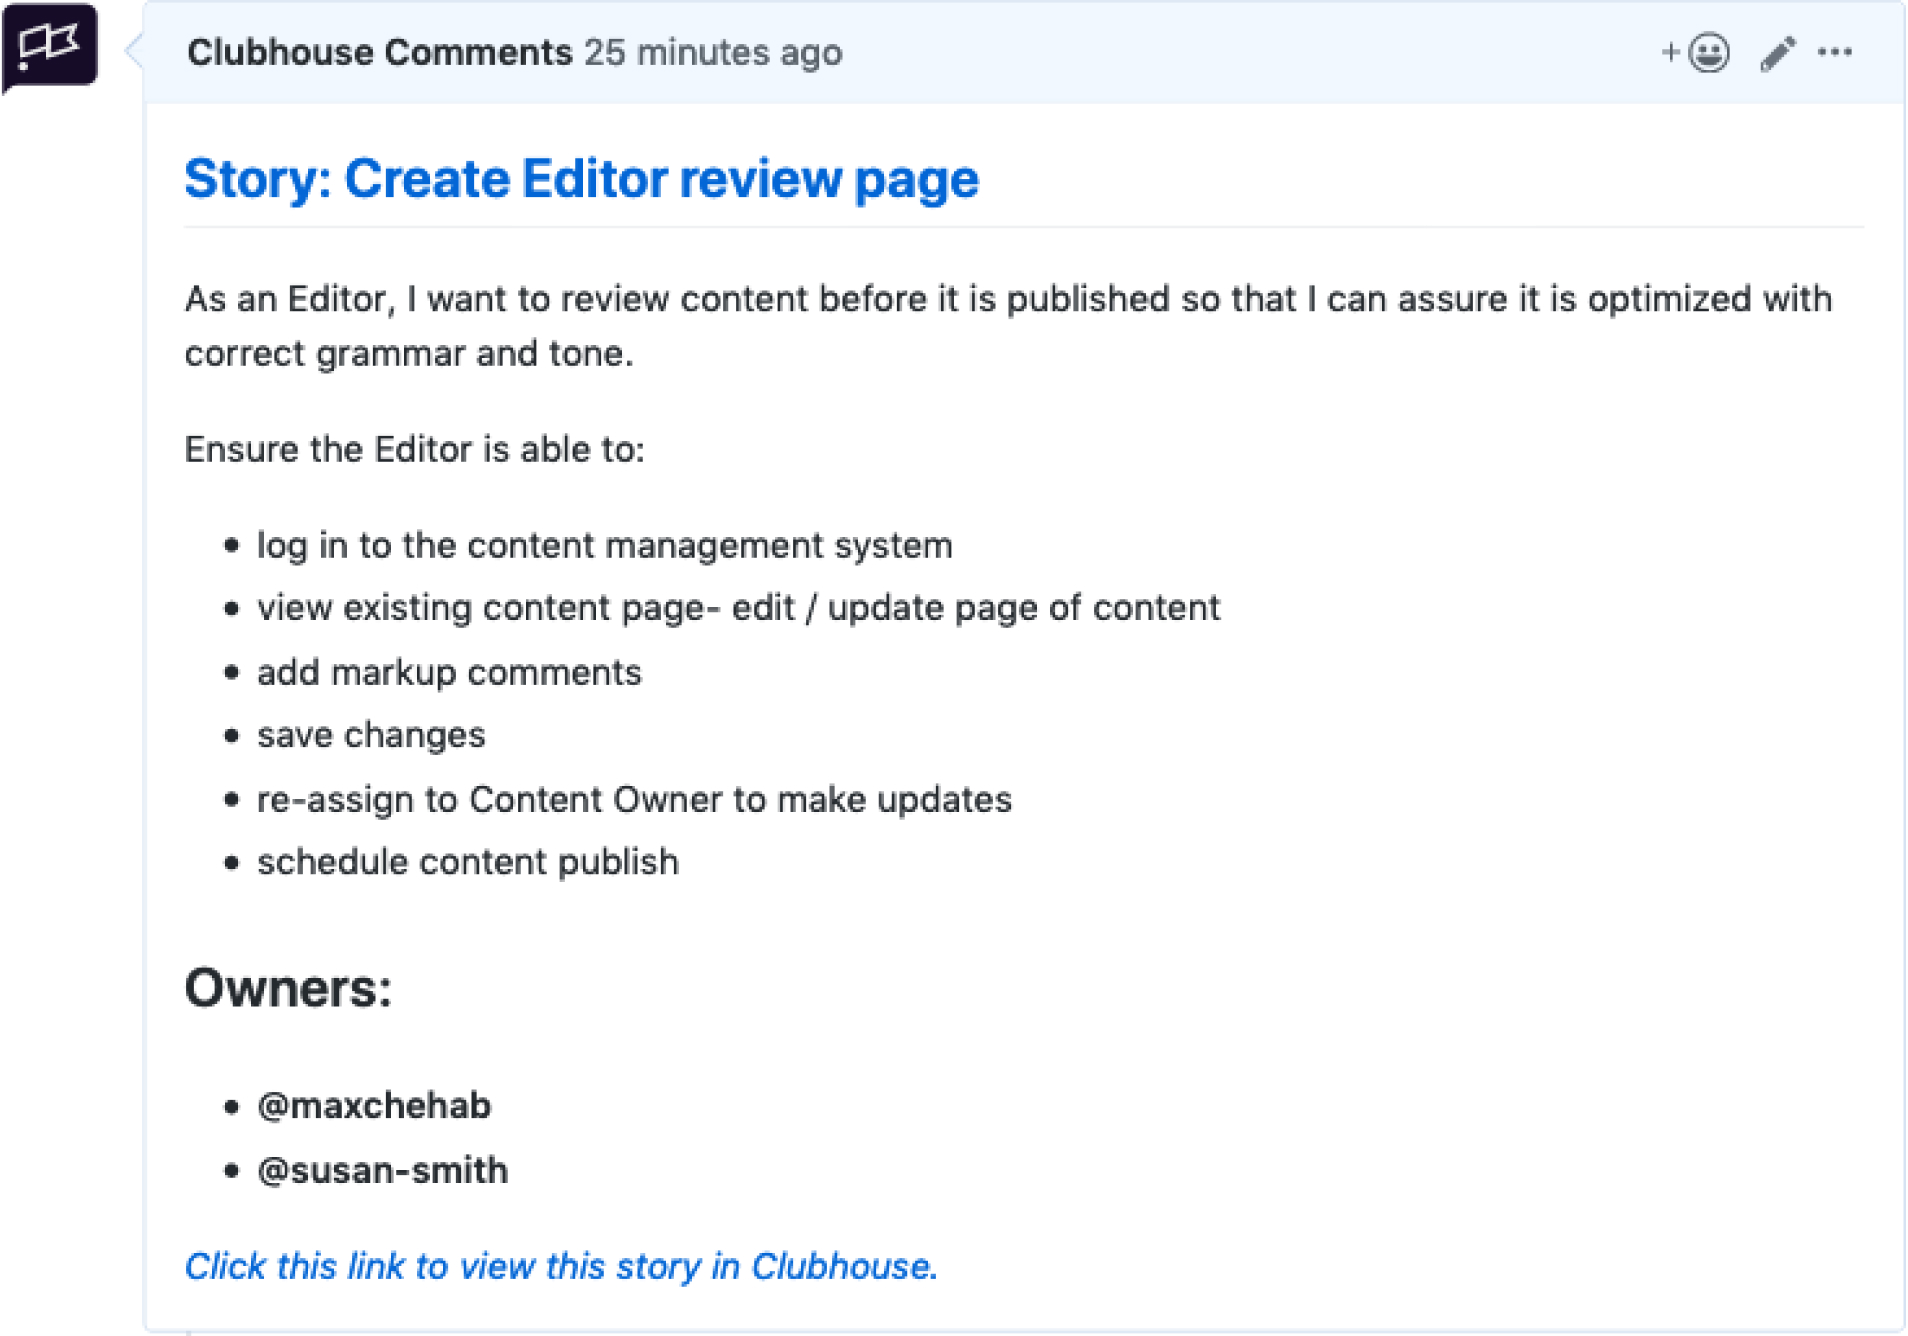 Clubhouse Comments 25 minutes ago
Story: Create Editor review page
As an Editor, I want to review content before it is published so that I can assure it is optimized with
correct grammar and tone.
Ensure the Editor is able to:
• log in to the content management system
• view existing content page- edit / update page of content
• add markup comments
• save changes
• re-assign to Content Owner to make updates
• schedule content publish
Owners:
• @maxchehab
• @susan-smith
Click this link to view this story in Clubhouse.